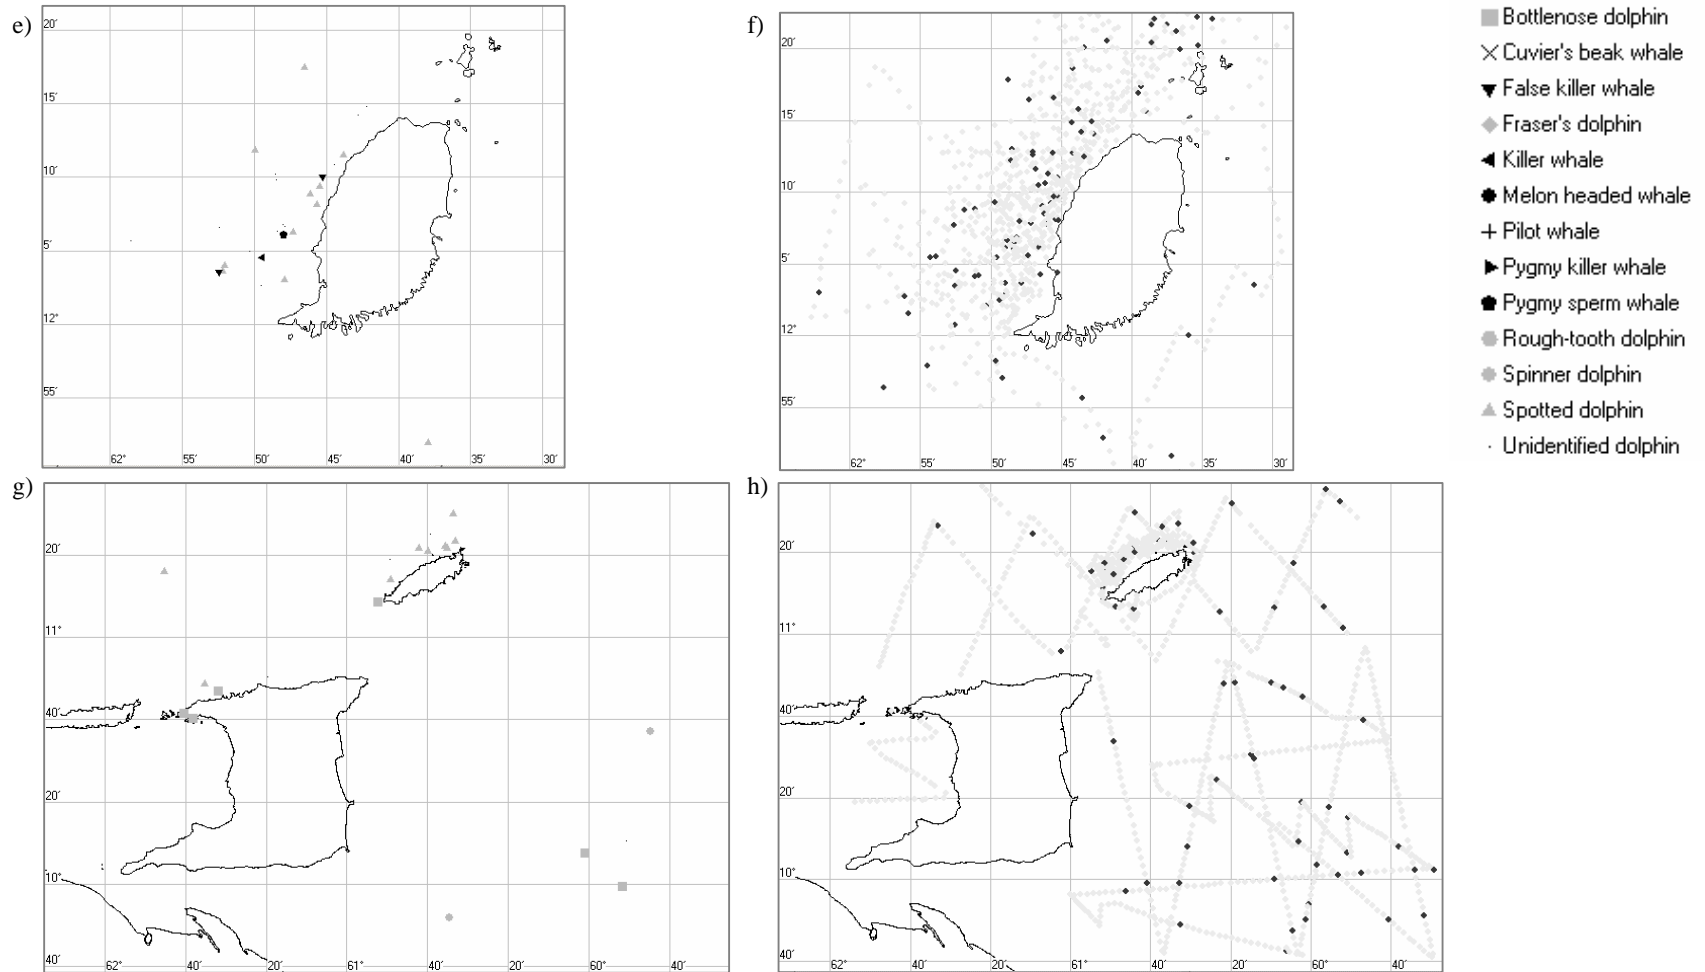 e)
20′
15′
10′
5′
12°
55′
62° 55′ 50′ 45′ 40′ 35′ 30′
f)
20′
15′
10′
5′
12°
55′
62° 55′ 50′ 45′ 40′ 35′ 30′
Bottlenose dolphin
Cuvier's beak whale
False killer whale
Fraser's dolphin
Killer whale
Melon headed whale
Pilot whale
Pygmy killer whale
Pygmy sperm whale
Rough-tooth dolphin
Spinner dolphin
Spotted dolphin
Unidentified dolphin
g)
20′
11°
40′
20′
10°
40′
62° 40′ 20′ 61° 40′ 20′ 60° 40′
h)
20′
11°
40′
20′
10°
40′
62° 40′ 20′ 61° 40′ 20′ 60° 40′